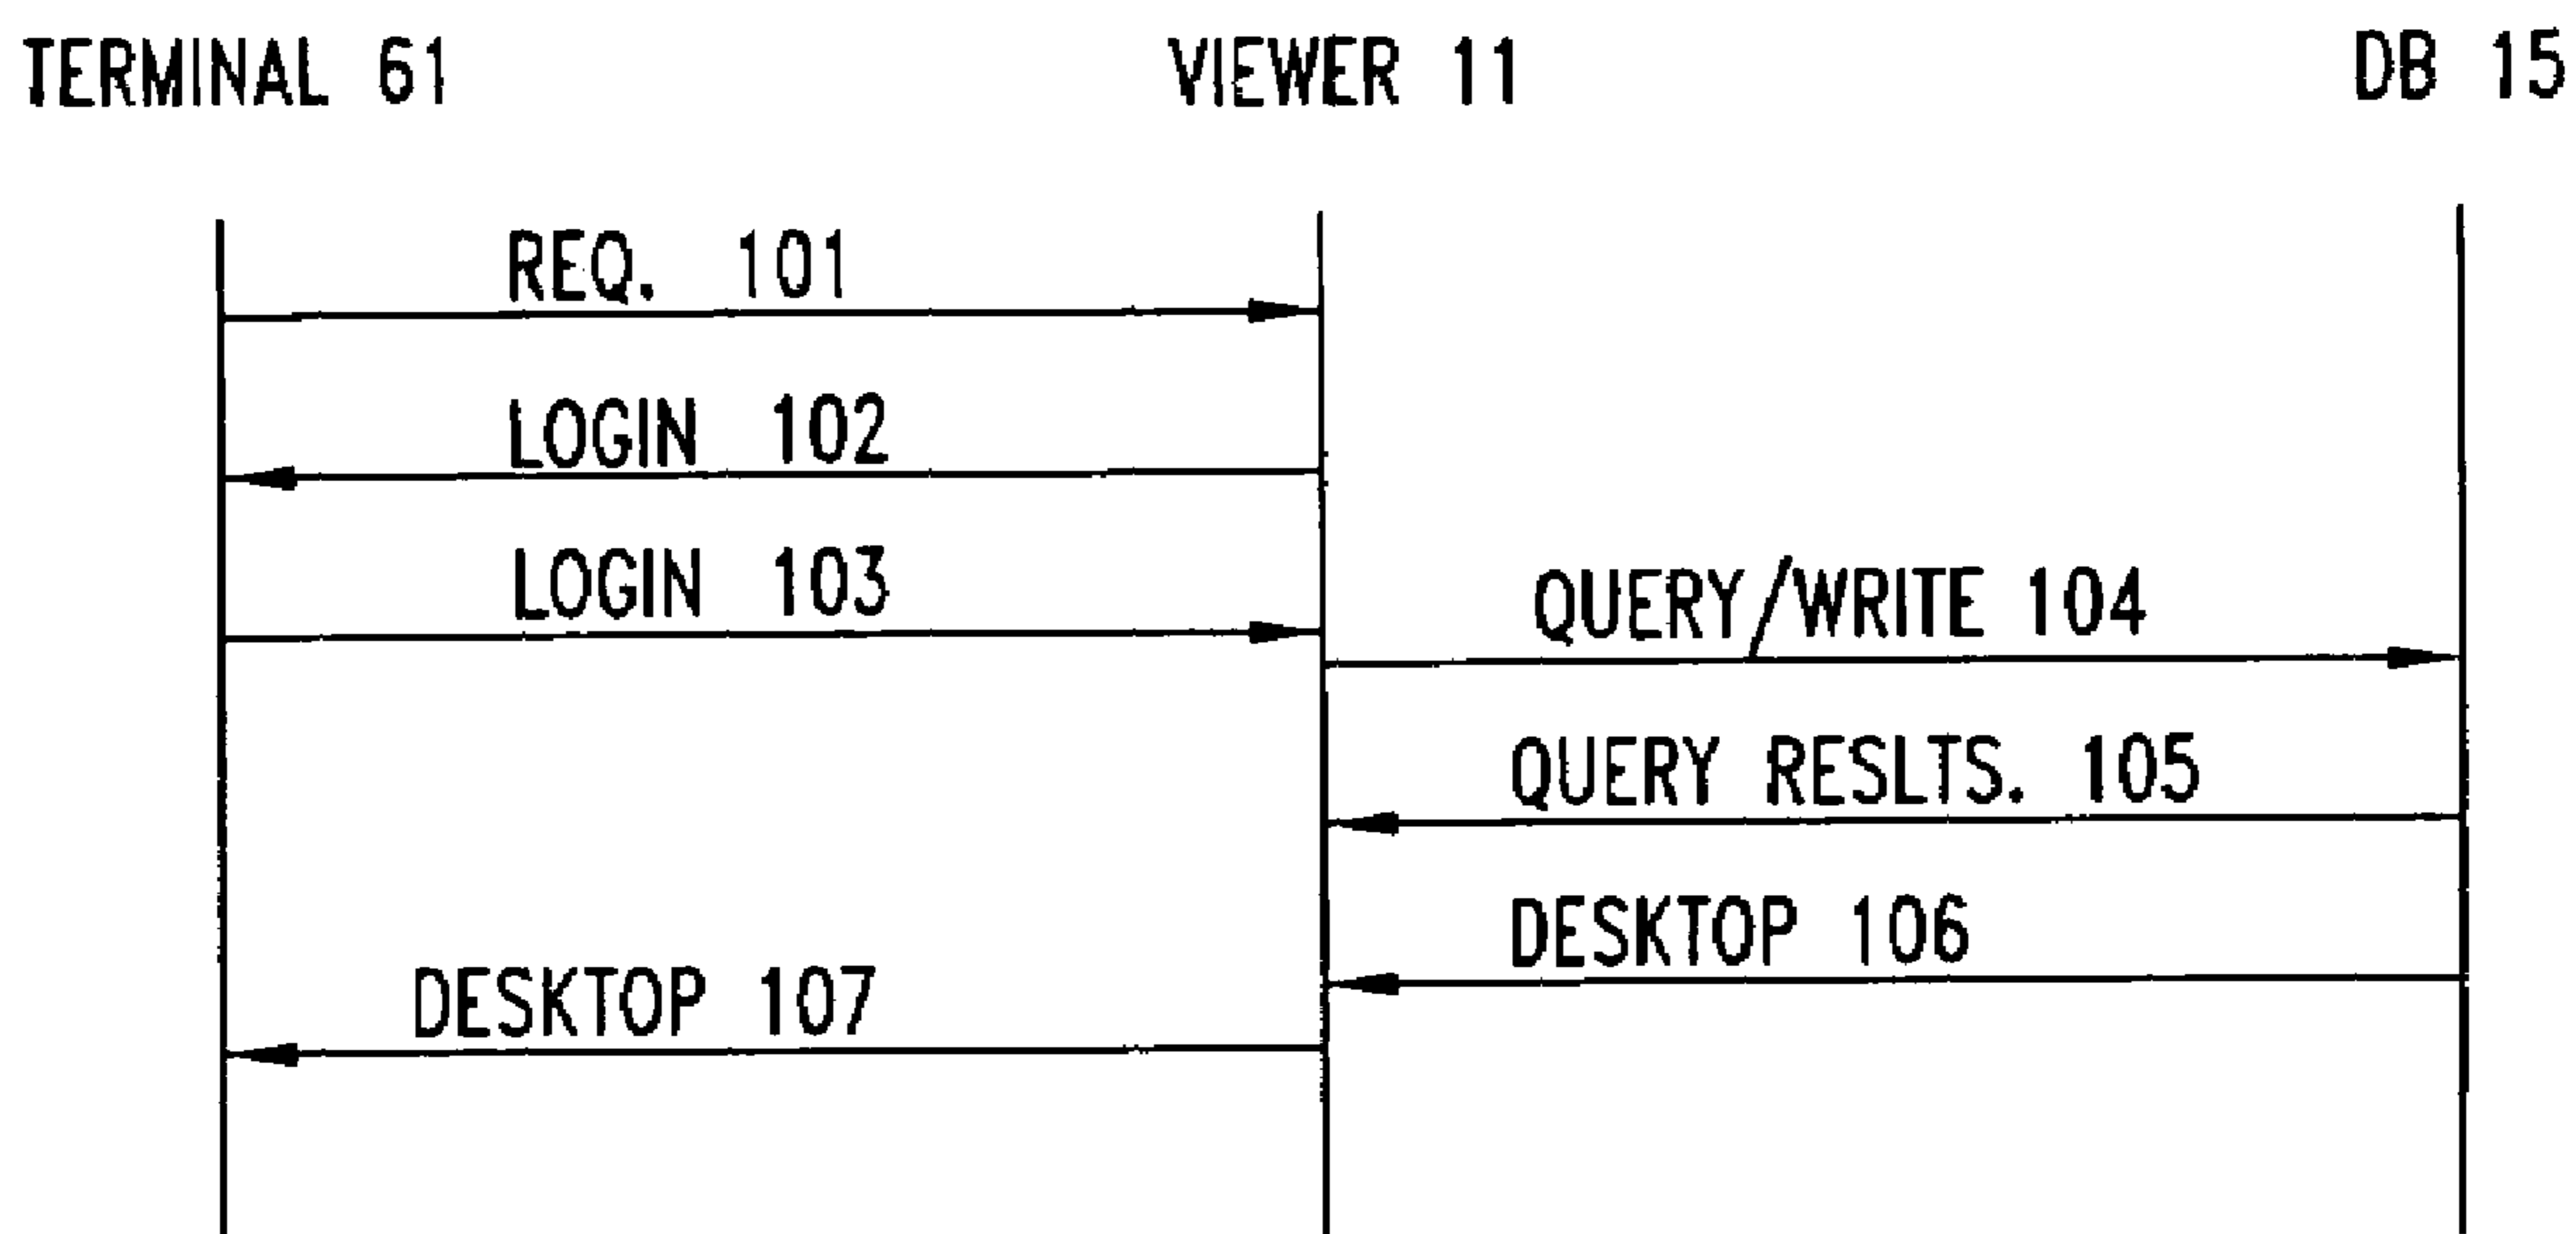 TERMINAL 61 VIEWER 11 DB 15
REQ. 101
LOGIN 102
LOGIN 103
QUERY/WRITE 104
QUERY RESLTS. 105
DESKTOP 106
DESKTOP 107